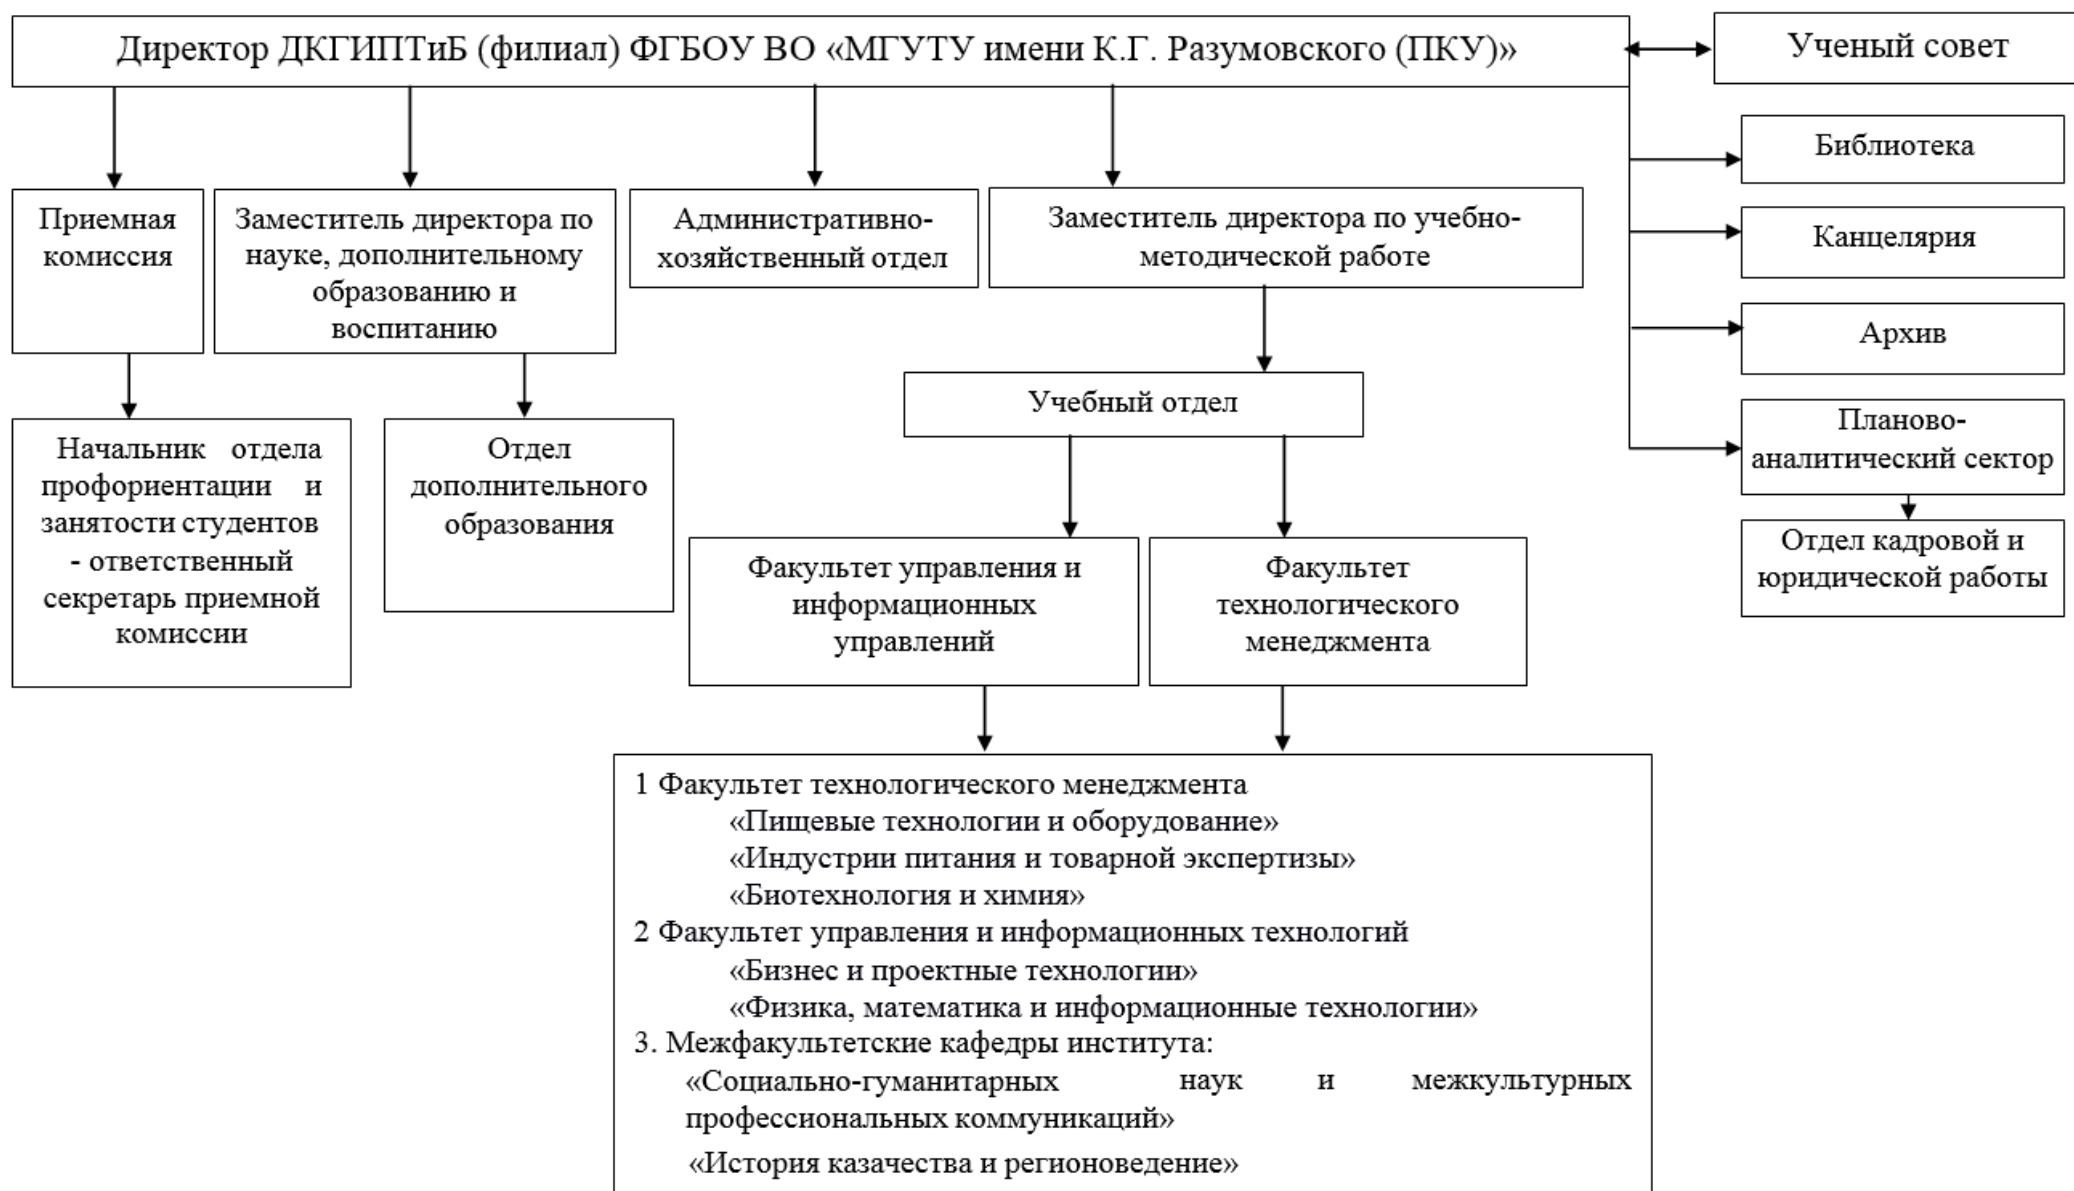 Директор ДКГИПТиБ (филиал) ФГБОУ ВО «МГУТУ имени К.Г. Разумовского (ПКУ)»
Ученый совет
Библиотека
Канцелярия
Архив
Планово-
аналитический сектор
Отдел кадровой и
юридической работы
Приемная
комиссия
Заместитель директора по
науке, дополнительному
образованию и
воспитанию
Административно-
хозяйственный отдел
Заместитель директора по учебно-
методической работе
Учебный отдел
Начальник отдела
профориентации и
занятости студентов
- ответственный
секретарь приемной
комиссии
Отдел
дополнительного
образования
Факультет управления и
информационных
управлений
Факультет
технологического
менеджмента
1 Факультет технологического менеджмента
«Пищевые технологии и оборудование»
«Индустрии питания и товарной экспертизы»
«Биотехнология и химия»
2 Факультет управления и информационных технологий
«Бизнес и проектные технологии»
«Физика, математика и информационные технологии»
3. Межфакультетские кафедры института:
«Социально-гуманитарных наук и межкультурных
профессиональных коммуникаций»
«История казачества и регионоведение»